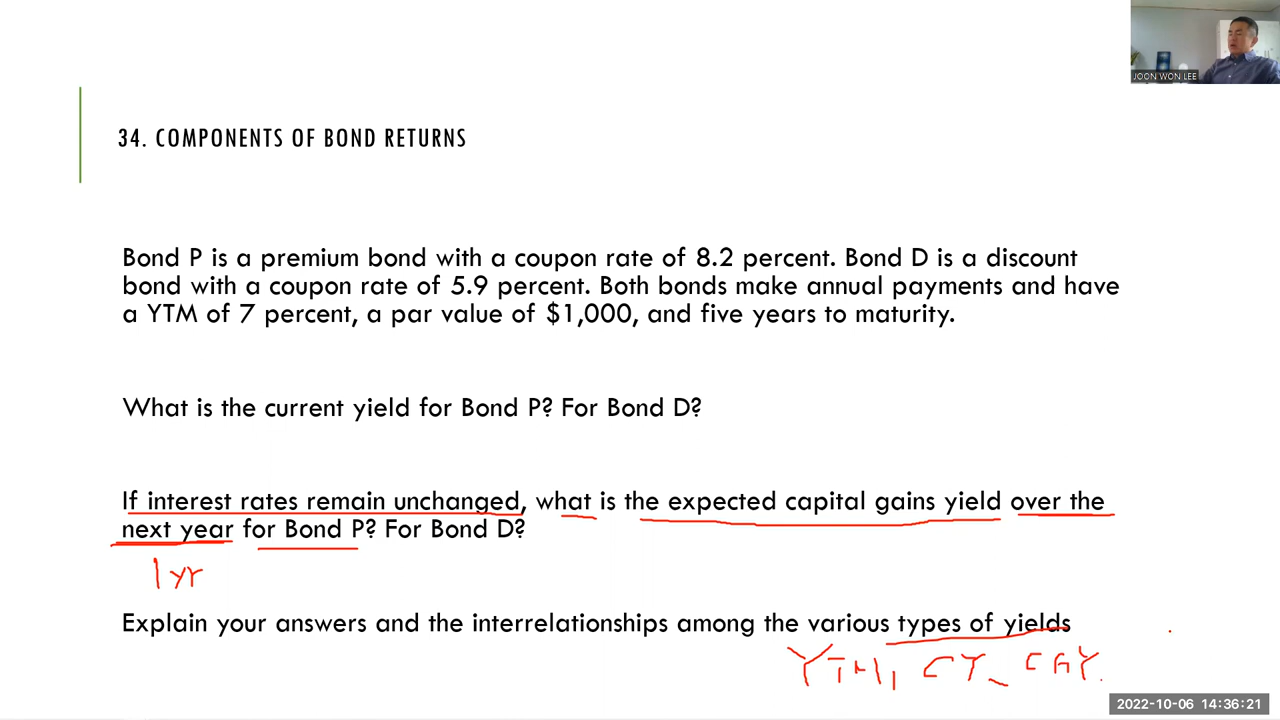 JOON WON LEE
34. COMPONENTS OF BOND RETURNS
Bond P is a premium bond with a coupon rate of 8.2 percent. Bond D is a discount
bond with a coupon rate of 5.9 percent. Both bonds make annual payments and have
a YTM of 7 percent, a par value of $1,000, and five years to maturity.
What is the current yield for Bond P? For Bond D?
If interest rates remain unchanged, what is the expected capital gains yield over the
next year for Bond P? For Bond D?
1 yr
Explain your answers and the interrelationships among the various types of yields
YTM, CY, CGY.
2022-10-06 14:36:21